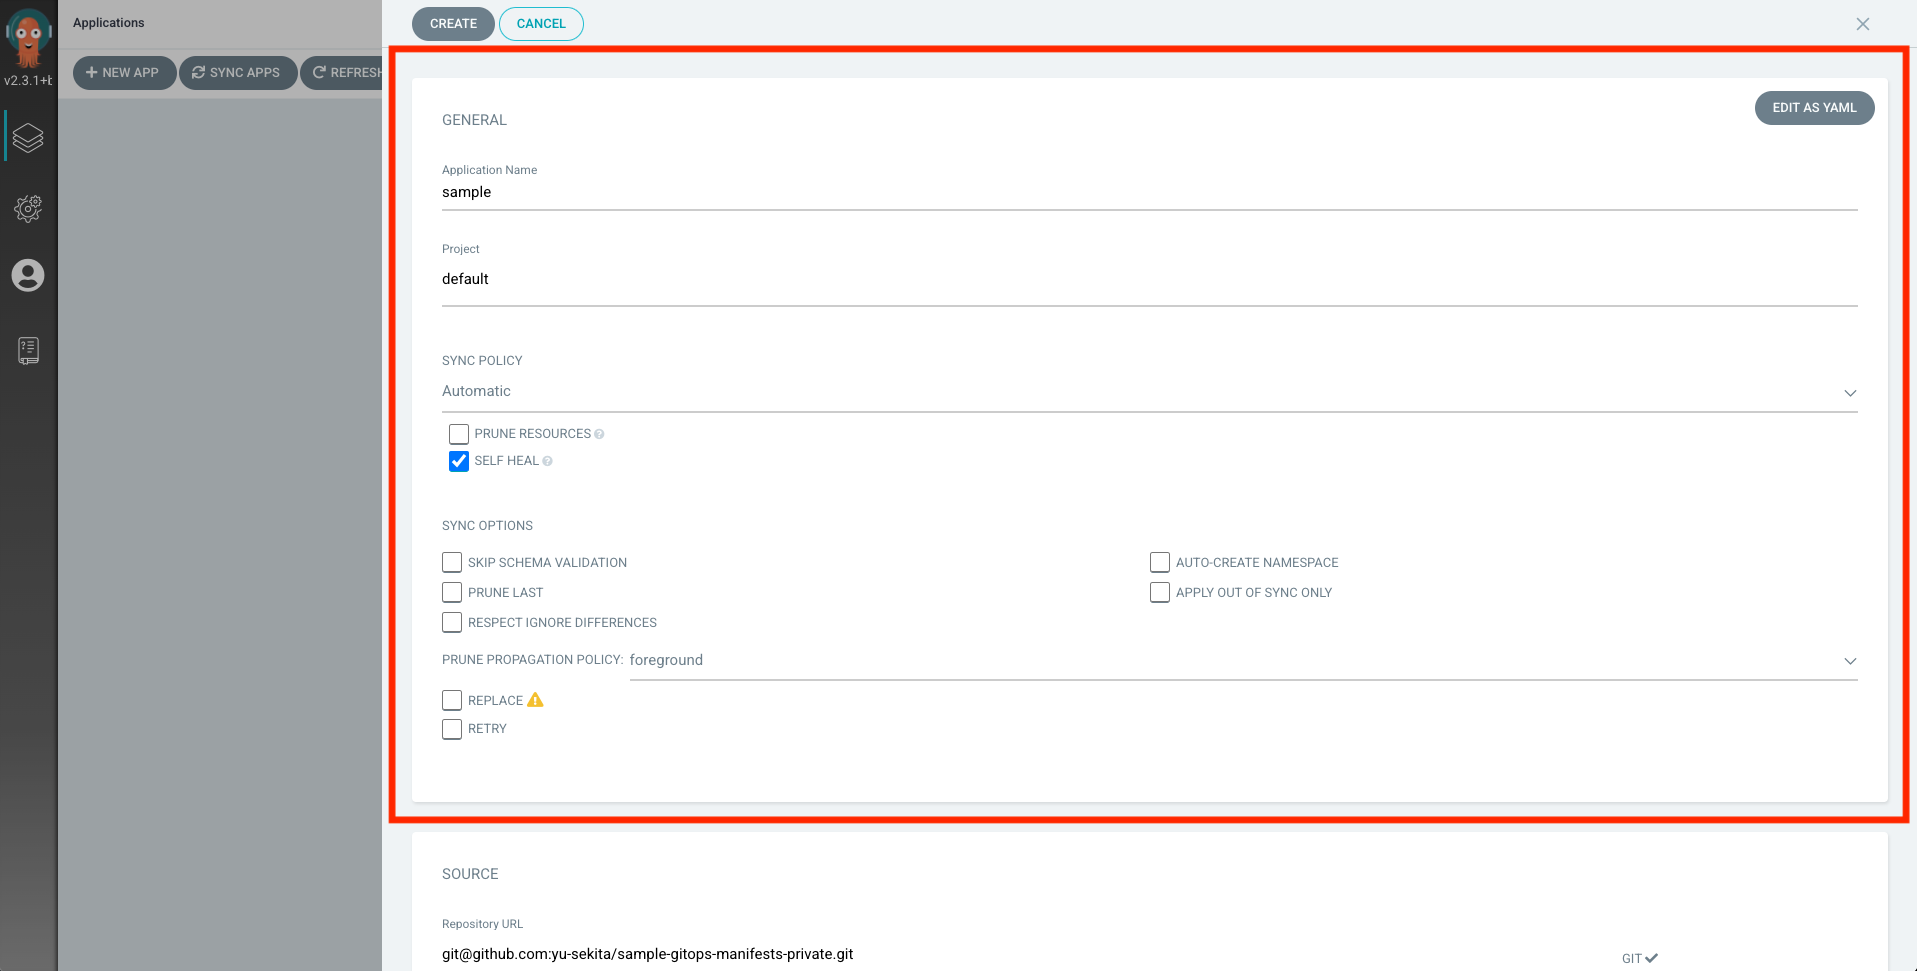 Applications
v2.3.1+b
NEW APP
SYNC APPS
REFRESH
CREATE
CANCEL
GENERAL
EDIT AS YAML
Application Name
sample
Project
default
SYNC POLICY
Automatic
PRUNE RESOURCES
SELF HEAL
SYNC OPTIONS
SKIP SCHEMA VALIDATION
AUTO-CREATE NAMESPACE
PRUNE LAST
APPLY OUT OF SYNC ONLY
RESPECT IGNORE DIFFERENCES
PRUNE PROPAGATION POLICY: foreground
REPLACE
RETRY
SOURCE
Repository URL
git@github.com:yu-sekita/sample-gitops-manifests-private.git
GIT